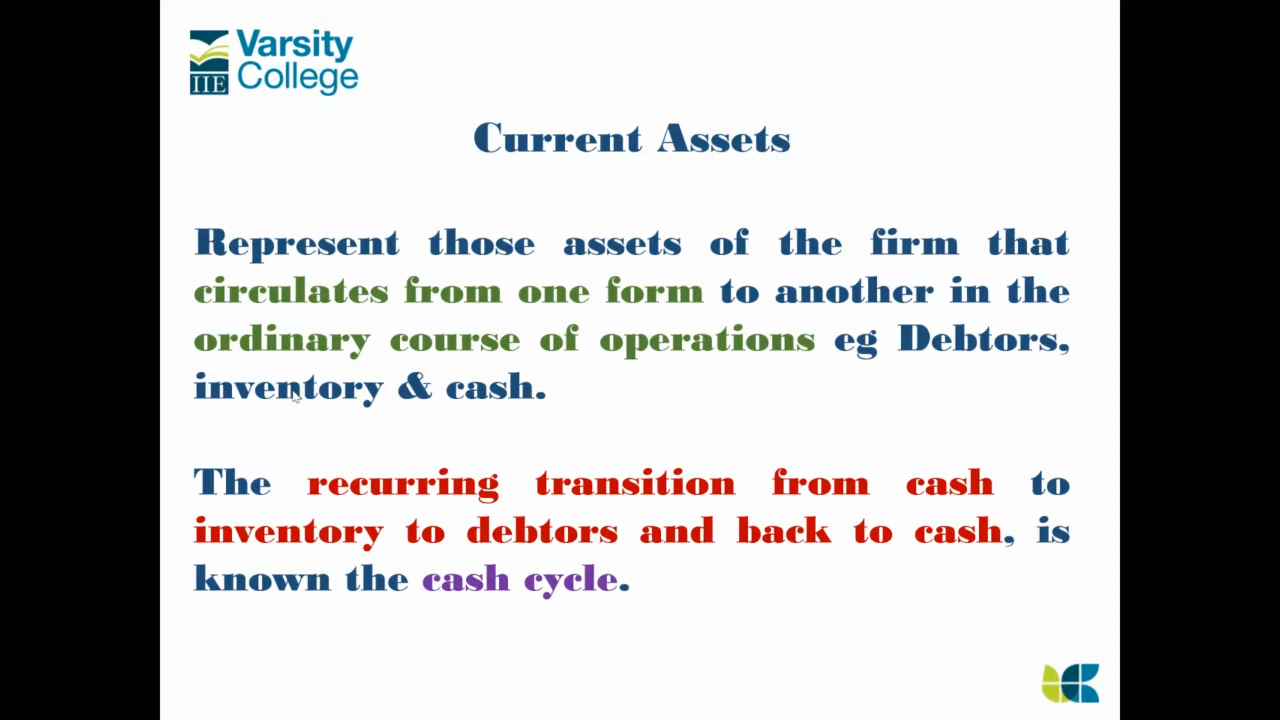 Varsity
College
IIE
Current Assets
Represent those assets of the firm that
circulates from one form to another in the
ordinary course of operations eg Debtors,
inventory & cash.
The recurring transition from cash to
inventory to debtors and back to cash, is
known the cash cycle.